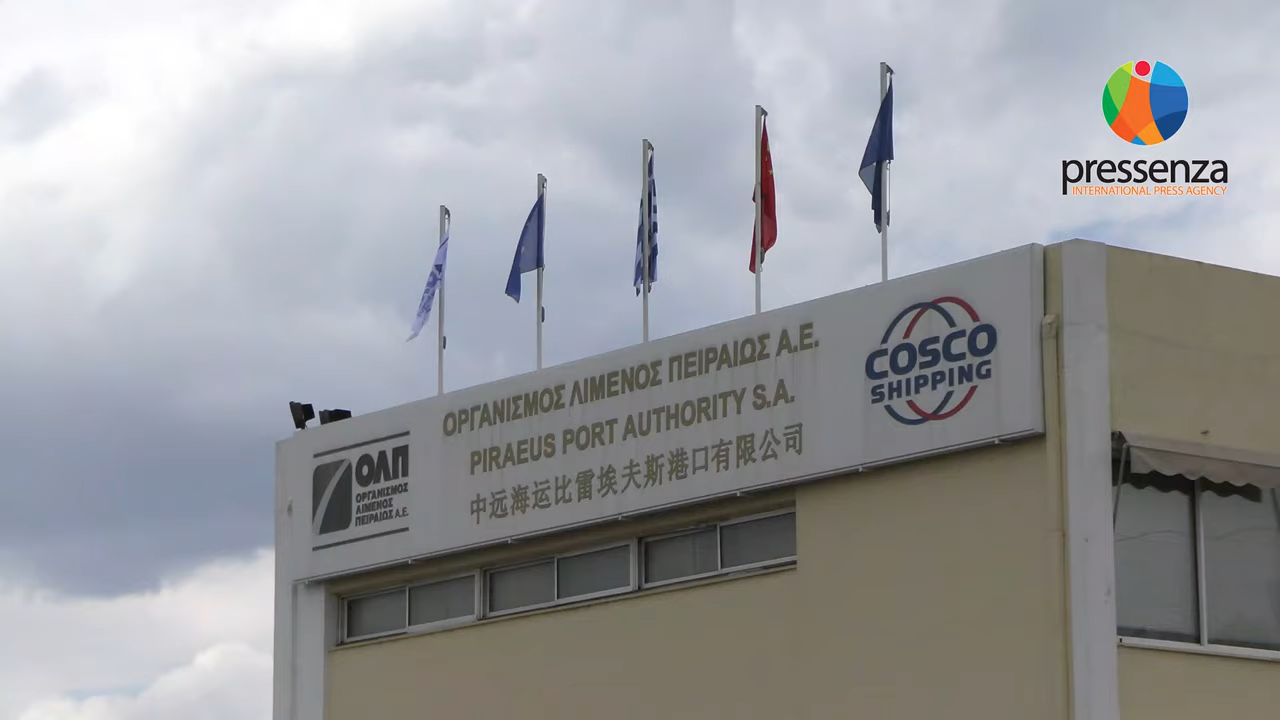 pressenza
INTERNATIONAL PRESS AGENCY
ΟΡΓΑΝΙΣΜΟΣ ΛΙΜΕΝΟΣ ΠΕΙΡΑΙΩΣ Α.Ε.
PIRAEUS PORT AUTHORITY S.A.
中远海运比雷埃夫斯港口有限公司
COSCO
SHIPPING
ΟΛΠ
ΟΡΓΑΝΙΣΜΟΣ
ΛΙΜΕΝΟΣ
ΠΕΙΡΑΙΩΣ Α.Ε.